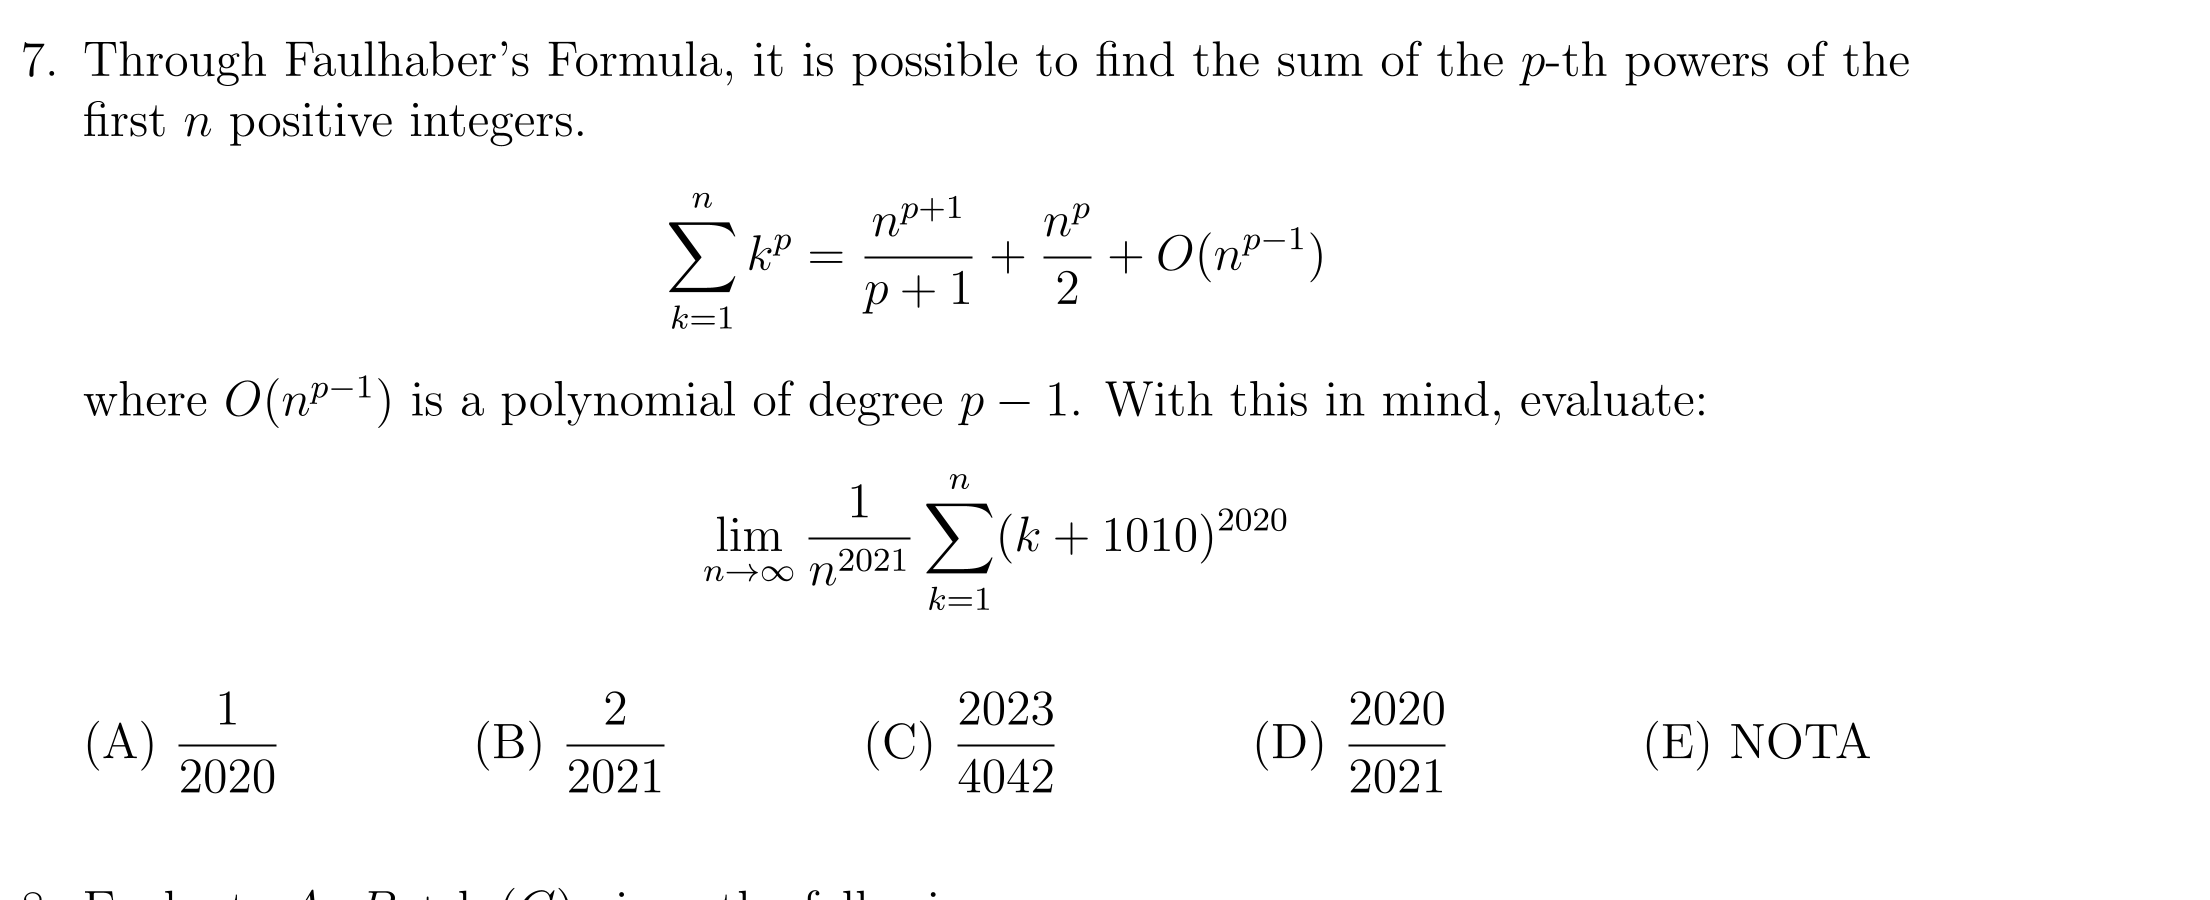 7. Through Faulhaber's Formula, it is possible to find the sum of the p-th powers of the
first n positive integers.
\sum_{k=1}^{n} k^p = \frac{n^{p+1}}{p+1} + \frac{n^p}{2} + O(n^{p-1})
where O(n^{p-1}) is a polynomial of degree p − 1. With this in mind, evaluate:
\lim_{n→∞} \frac{1}{n^{2021}} \sum_{k=1}^{n} (k + 1010)^{2020}
(A) \frac{1}{2020} (B) \frac{2}{2021} (C) \frac{2023}{4042} (D) \frac{2020}{2021} (E) NOTA